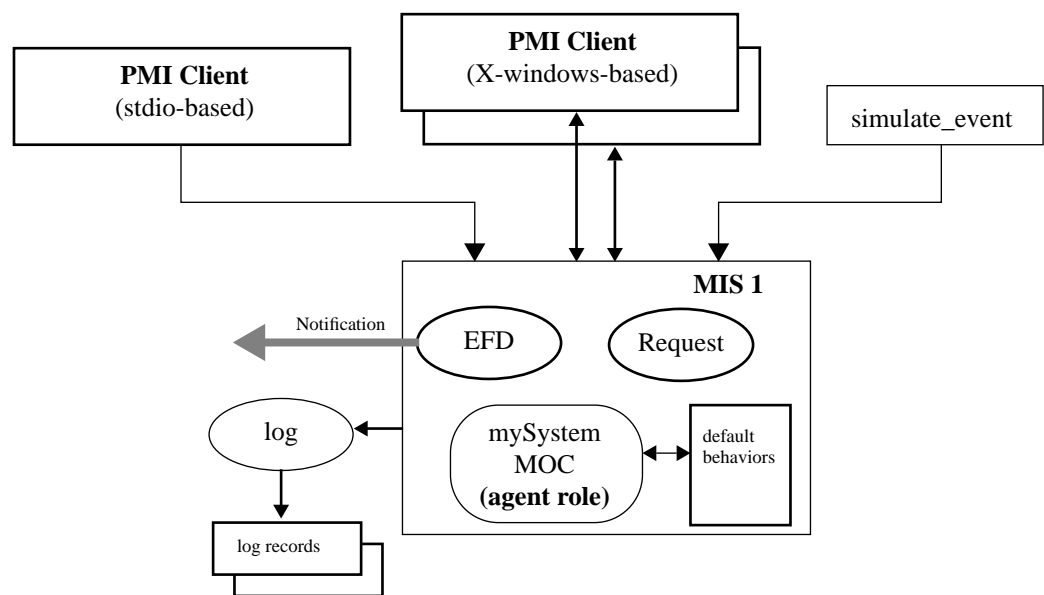 PMI Client
(stdio-based)
PMI Client
(X-windows-based)
simulate_event
MIS 1
Notification
EFD
Request
log
mySystem
MOC
(agent role)
default
behaviors
log records